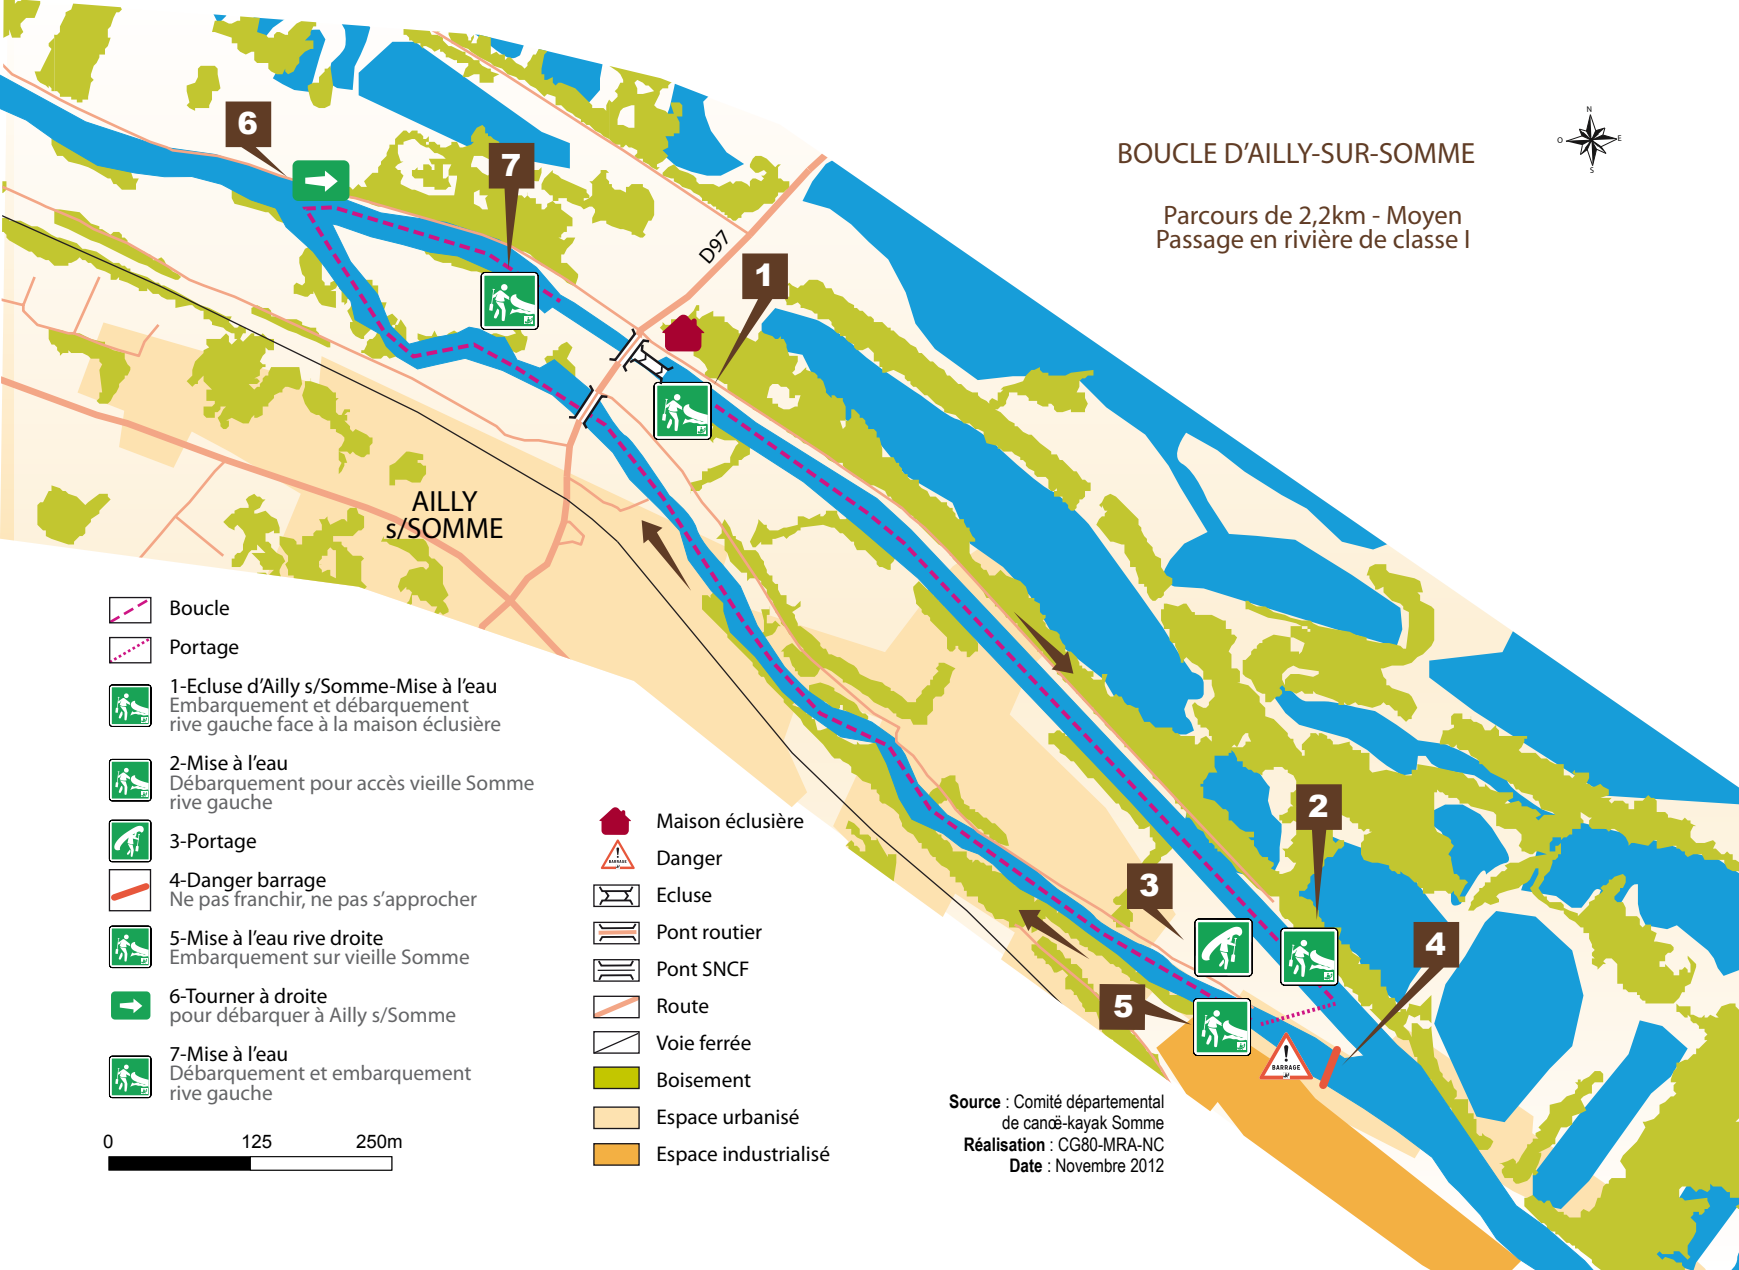 BOUCLE D'AILLY-SUR-SOMME
Parcours de 2,2km - Moyen
Passage en rivière de classe I
N
O
E
S
6
7
1
D97
AILLY
s/SOMME
2
3
4
5
BARRAGE
Boucle
Portage
1-Ecluse d'Ailly s/Somme-Mise à l'eau
Embarquement et débarquement
rive gauche face à la maison éclusière
2-Mise à l'eau
Débarquement pour accès vieille Somme
rive gauche
3-Portage
4-Danger barrage
Ne pas franchir, ne pas s'approcher
5-Mise à l'eau rive droite
Embarquement sur vieille Somme
6-Tourner à droite
pour débarquer à Ailly s/Somme
7-Mise à l'eau
Débarquement et embarquement
rive gauche
0 125 250m
Maison éclusière
BARRAGE
Danger
Ecluse
Pont routier
Pont SNCF
Route
Voie ferrée
Boisement
Espace urbanisé
Espace industrialisé
Source : Comité départemental
de canoë-kayak Somme
Réalisation : CG80-MRA-NC
Date : Novembre 2012